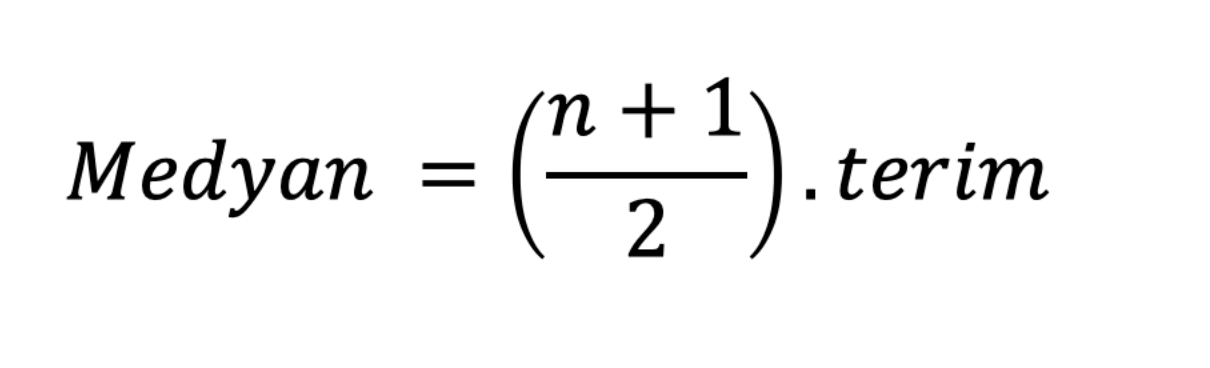 Medyan = ((n + 1)/2). terim